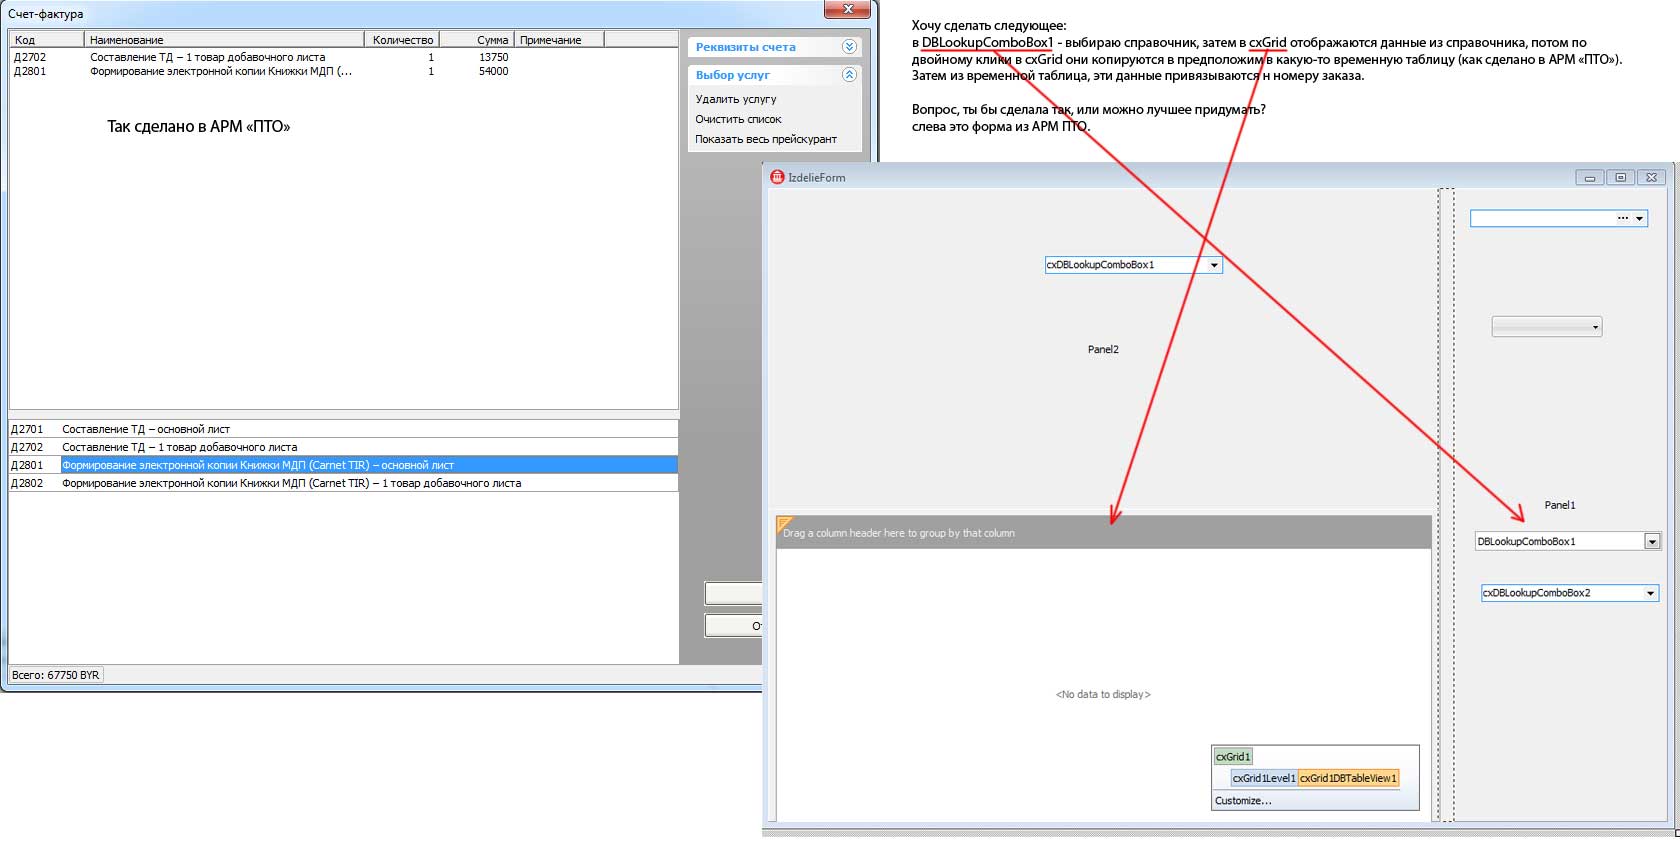 Счет-фактура
Код Наименование Количество Сумма Примечание
Д2702 Составление ТД – 1 товар добавочного листа 1 13750
Д2801 Формирование электронной копии Книжки МДП (... 1 54000
Так сделано в АРМ «ПТО»
Реквизиты счета
Выбор услуг
Удалить услугу
Очистить список
Показать весь прейскурант
Д2701 Составление ТД – основной лист
Д2702 Составление ТД – 1 товар добавочного листа
Д2801 Формирование электронной копии Книжки МДП (Carnet TIR) – основной лист
Д2802 Формирование электронной копии Книжки МДП (Carnet TIR) – 1 товар добавочного листа
Всего: 67750 BYR
Хочу сделать следующее:
в DBLookupComboBox1 - выбираю справочник, затем в cxGrid отображаются данные из справочника, потом по
двойному клики в cxGrid они копируются в предположим в какую-то временную таблицу (как сделано в АРМ «ПТО»).
Затем из временной таблица, эти данные привязываются н номеру заказа.
Вопрос, ты бы сделала так, или можно лучшее придумать?
слева это форма из АРМ ПТО.
IzdelieForm
cxDBLookupComboBox1
Panel2
Panel1
DBLookupComboBox1
cxDBLookupComboBox2
Drag a column header here to group by that column
<No data to display>
cxGrid1
cxGrid1Level1 cxGrid1DBTableView1
Customize...